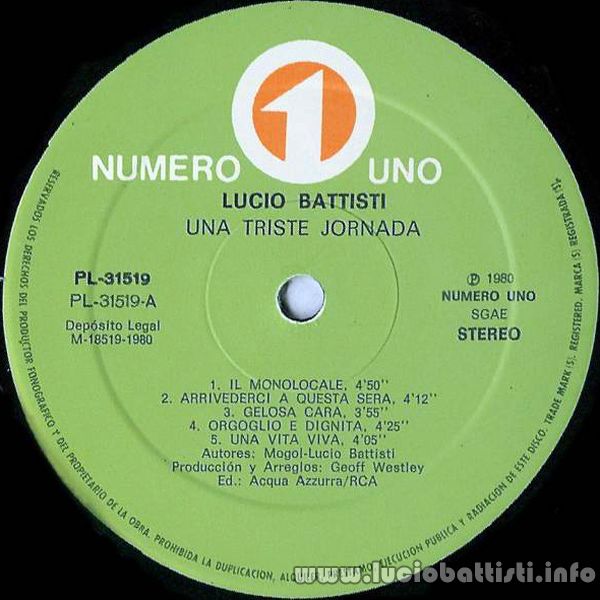 1
NUMERO UNO
LUCIO BATTISTI
UNA TRISTE JORNADA
PL-31519
PL-31519-A
Depósito Legal
M-18519-1980
Ⓟ 1980
NUMERO UNO
SGAE
STEREO
1. IL MONOLOCALE, 4'50''
2. ARRIVEDERCI A QUESTA SERA, 4'12''
3. GELOSA CARA, 3'55''
4. ORGOGLIO E DIGNITA, 4'25''
5. UNA VITA VIVA, 4'05''
Autores: Mogol-Lucio Battisti
Producción y Arreglos: Geoff Westley
Ed.: Acqua Azzurra/RCA
RESERVADOS LOS DERECHOS DEL PRODUCTOR FONOGRAFICO Y DEL PROPIETARIO DE LA OBRA. PROHIBIDA LA DUPLICACION, EJECUCION PUBLICA Y RADIACION DE ESTE DISCO. TRADE MARK (S). REGISTERED. MARCA (S) REGISTRADA (S).
www.luciobattisti.info